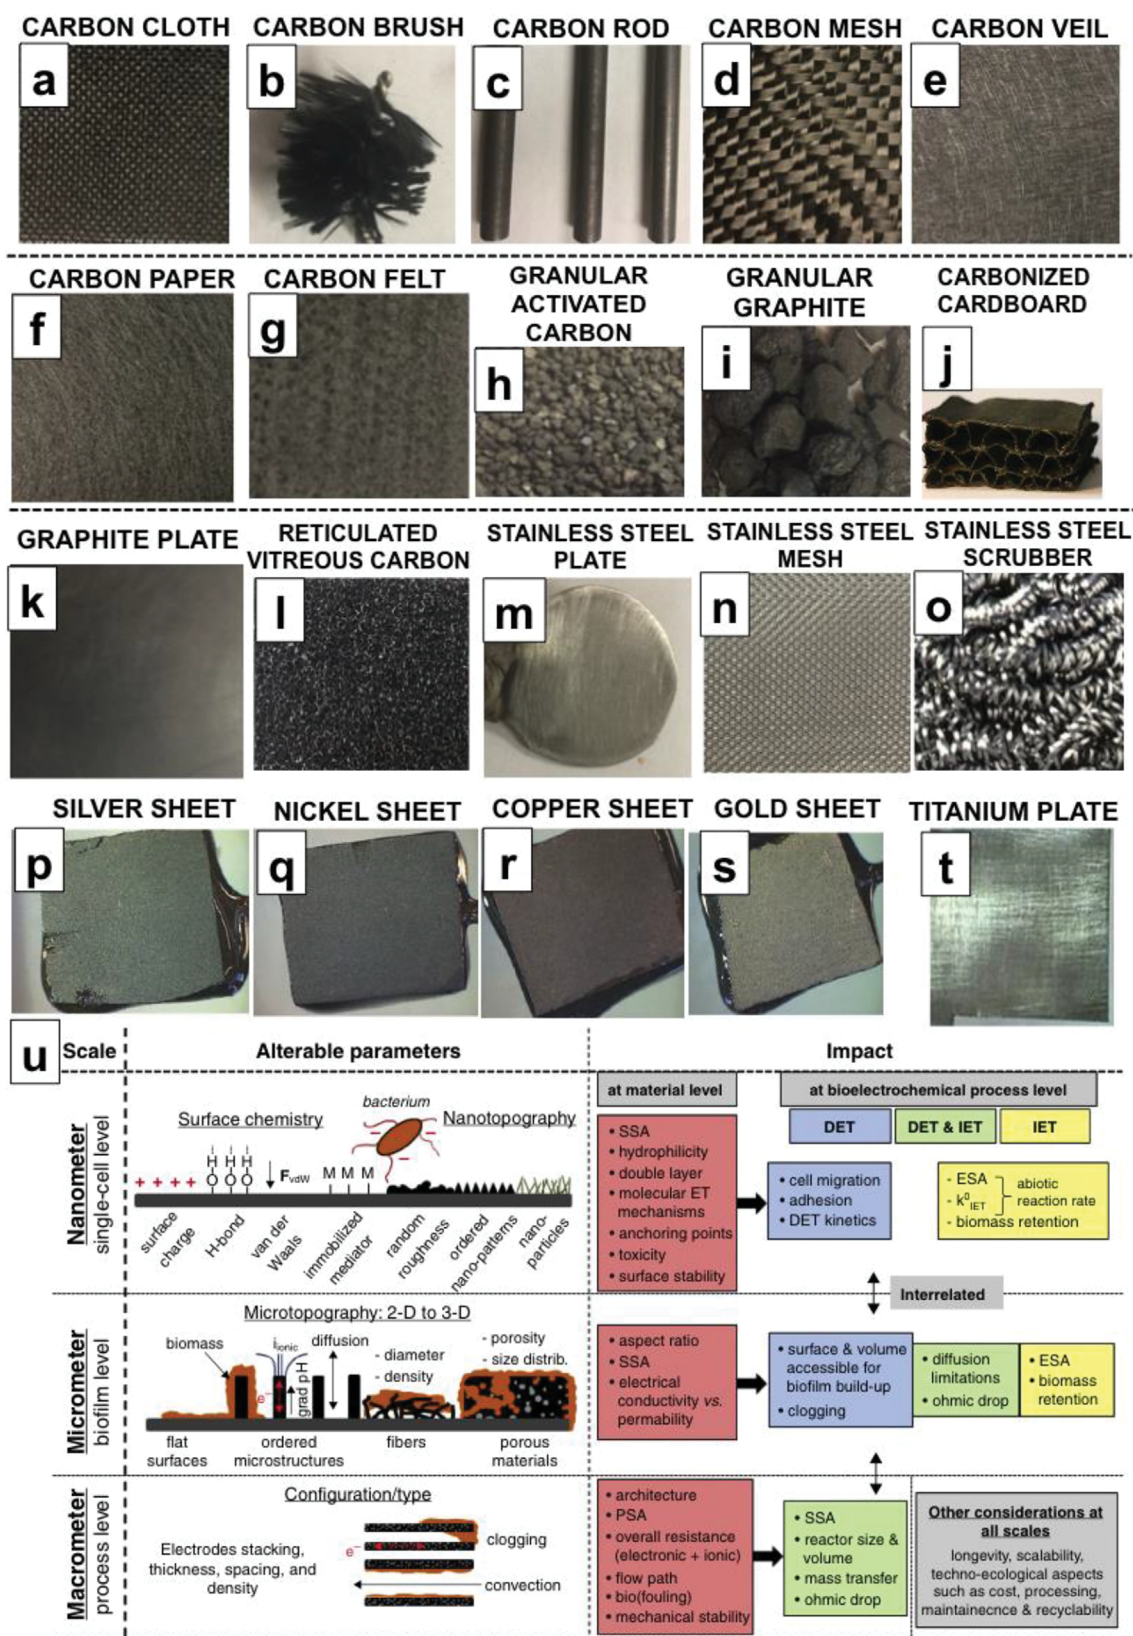 CARBON CLOTH
CARBON BRUSH
CARBON ROD
CARBON MESH
CARBON VEIL
a
b
c
d
e
CARBON PAPER
CARBON FELT
GRANULAR
ACTIVATED
CARBON
GRANULAR
GRAPHITE
CARBONIZED
CARDBOARD
f
g
h
i
j
GRAPHITE PLATE
RETICULATED
VITREOUS CARBON
STAINLESS STEEL
PLATE
STAINLESS STEEL
MESH
STAINLESS STEEL
SCRUBBER
k
l
m
n
o
SILVER SHEET
NICKEL SHEET
COPPER SHEET
GOLD SHEET
TITANIUM PLATE
p
q
r
s
t
u
Scale
Alterable parameters
Impact
at material level
at bioelectrochemical process level
DET
DET & IET
IET
Nanometer
single-cell level
Surface chemistry
bacterium
Nanotopography
+ + + +
H H H
O O O
FvdW
M M M
surface
charge
H-bond
van der
Waals
immobilized
mediator
random
roughness
ordered
nano-patterns
nano-
particles
• SSA
• hydrophilicity
• double layer
• molecular ET
mechanisms
• anchoring points
• toxicity
• surface stability
• cell migration
• adhesion
• DET kinetics
- ESA
- k⁰IET
abiotic
reaction rate
- biomass retention
Interrelated
Micrometer
biofilm level
Microtopography: 2-D to 3-D
biomass
iionic
diffusion
- diameter
- density
- porosity
- size distrib.
e⁻
grad pH
flat
surfaces
ordered
microstructures
fibers
porous
materials
• aspect ratio
• SSA
• electrical
conductivity vs.
permability
• surface & volume
accessible for
biofilm build-up
• clogging
• diffusion
limitations
• ohmic drop
• ESA
• biomass
retention
Macrometer
process level
Configuration/type
Electrodes stacking,
thickness, spacing, and
density
e⁻
clogging
convection
• architecture
• PSA
• overall resistance
(electronic + ionic)
• flow path
• bio(fouling)
• mechanical stability
• SSA
• reactor size &
volume
• mass transfer
• ohmic drop
Other considerations at
all scales
longevity, scalability,
techno-ecological aspects
such as cost, processing,
maintainecnce & recyclability